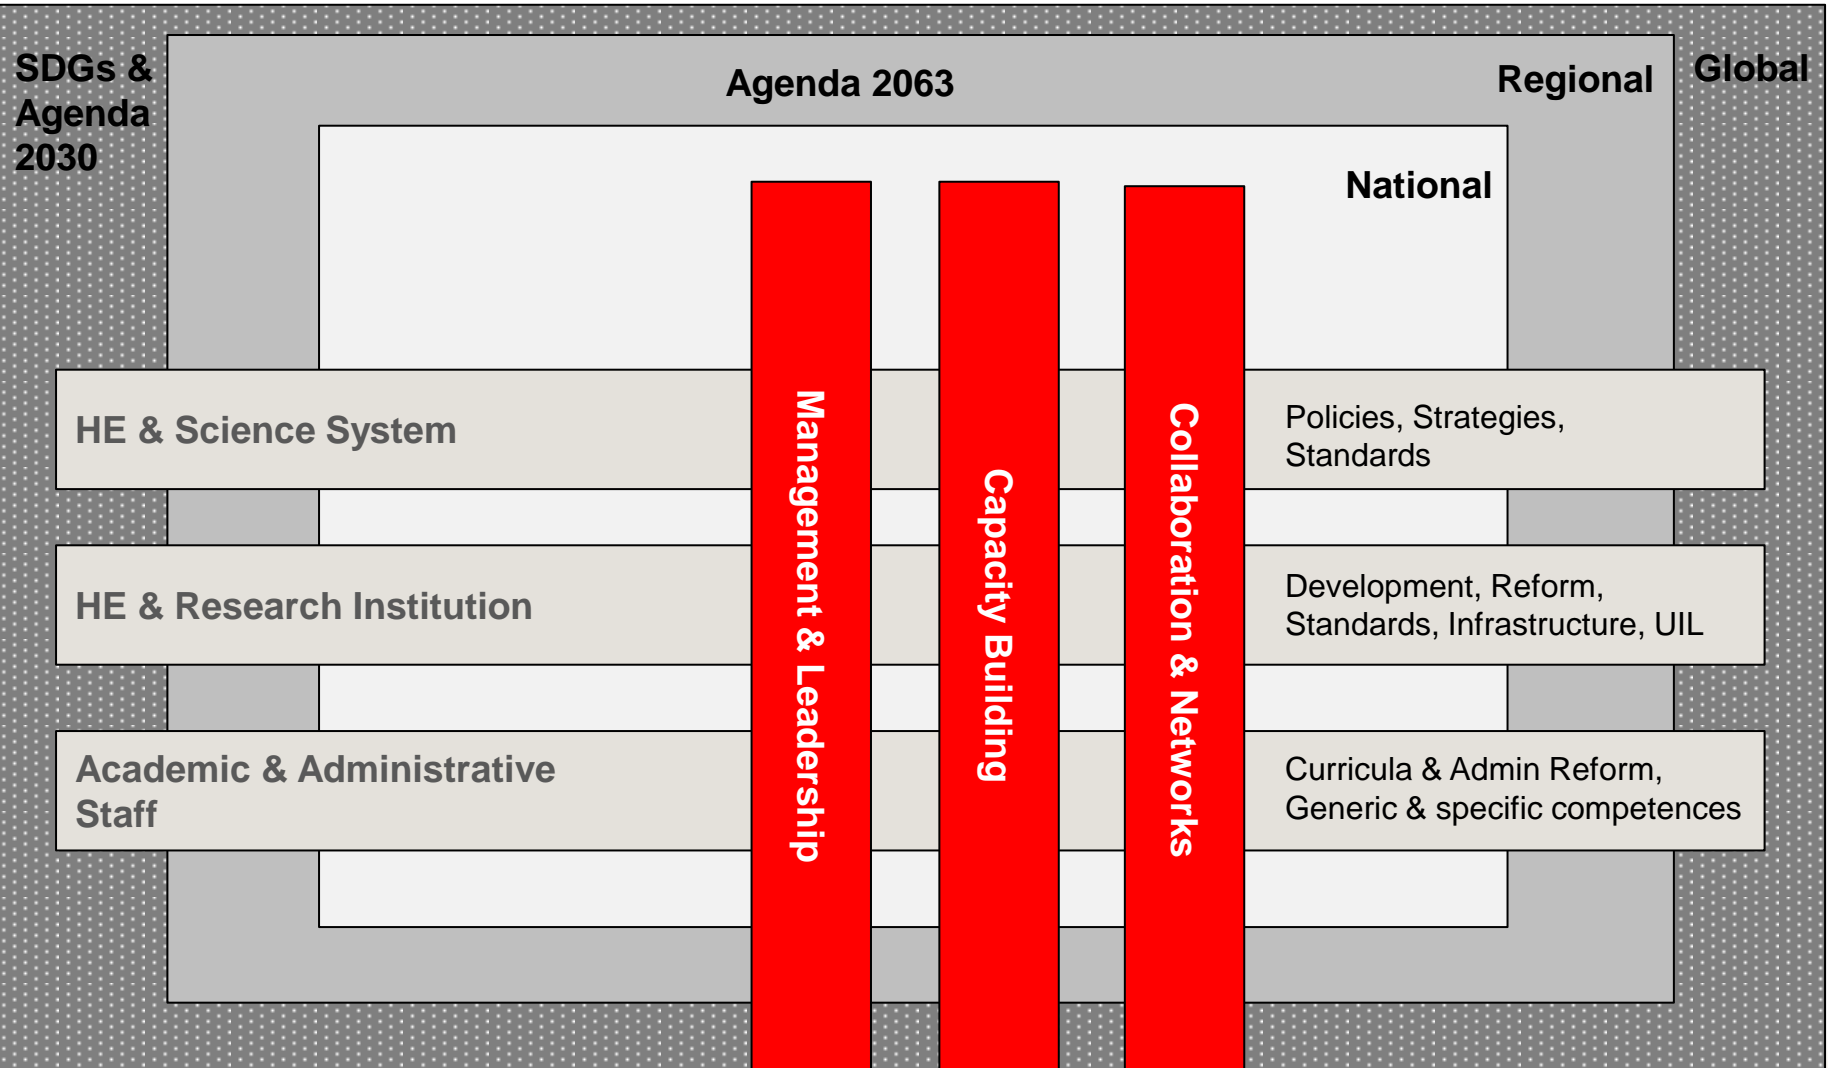 SDGs &
Agenda
2030
Agenda 2063
Regional
Global
National
HE & Science System
Policies, Strategies,
Standards
HE & Research Institution
Development, Reform,
Standards, Infrastructure, UIL
Academic & Administrative
Staff
Curricula & Admin Reform,
Generic & specific competences
Management & Leadership
Capacity Building
Collaboration & Networks